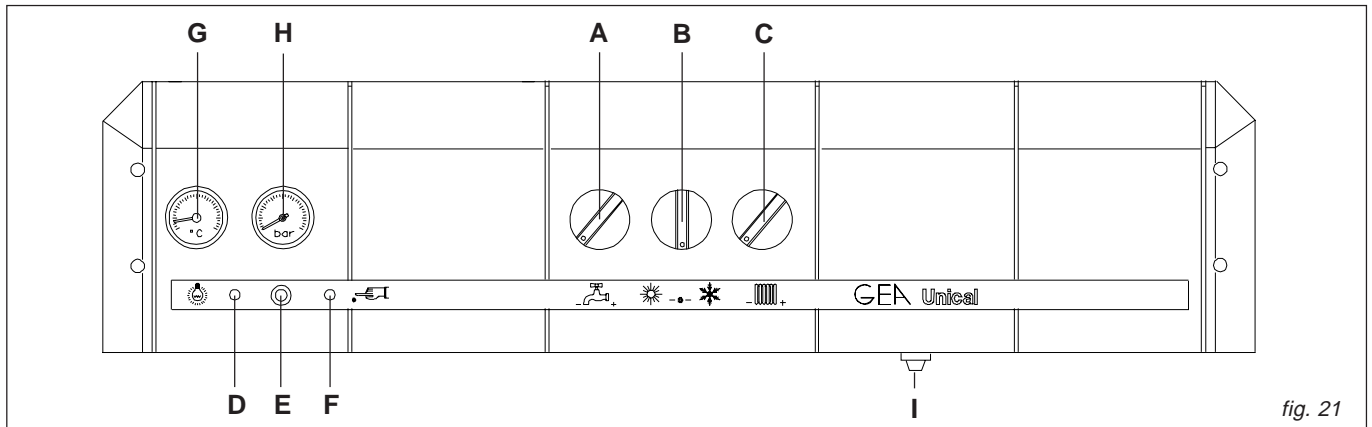 G H A B C
°C bar
- + - o - - +
GEA Unical
D E F I
fig. 21